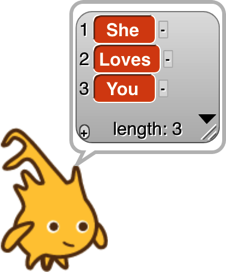 1 She -
2 Loves -
3 You -
+ length: 3